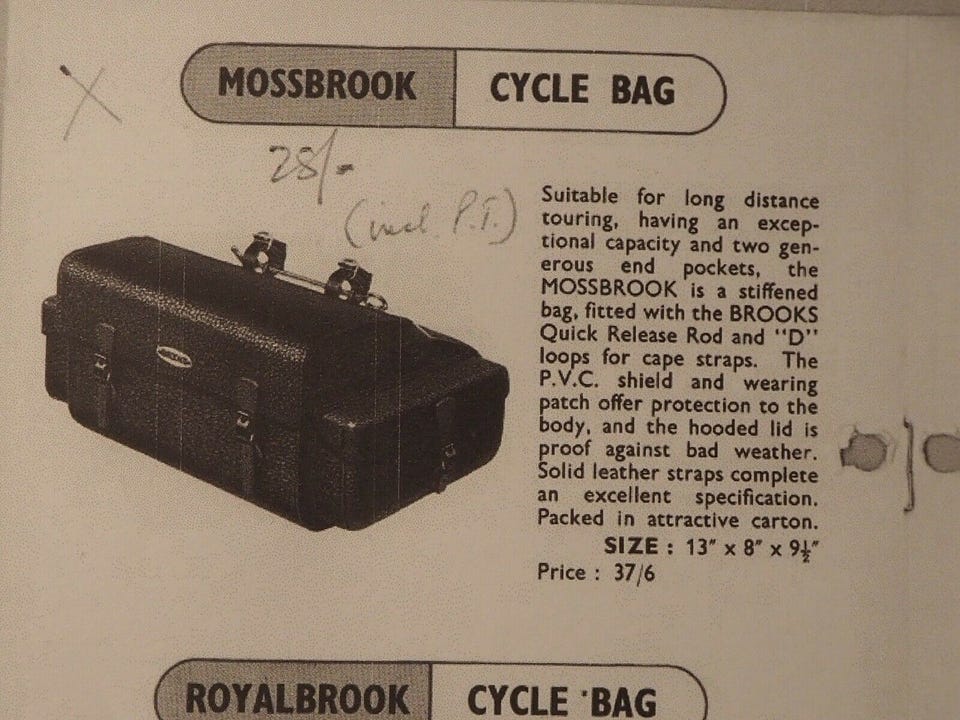 MOSSBROOK CYCLE BAG
X
28/-
(incl. P.T.)
Suitable for long distance
touring, having an excep-
tional capacity and two gen-
erous end pockets, the
MOSSBROOK is a stiffened
bag, fitted with the BROOKS
Quick Release Rod and "D"
loops for cape straps. The
P.V.C. shield and wearing
patch offer protection to the
body, and the hooded lid is
proof against bad weather.
Solid leather straps complete
an excellent specification.
Packed in attractive carton.
SIZE : 13" x 8" x 9½"
Price : 37/6
BROOKS
ROYALBROOK CYCLE BAG